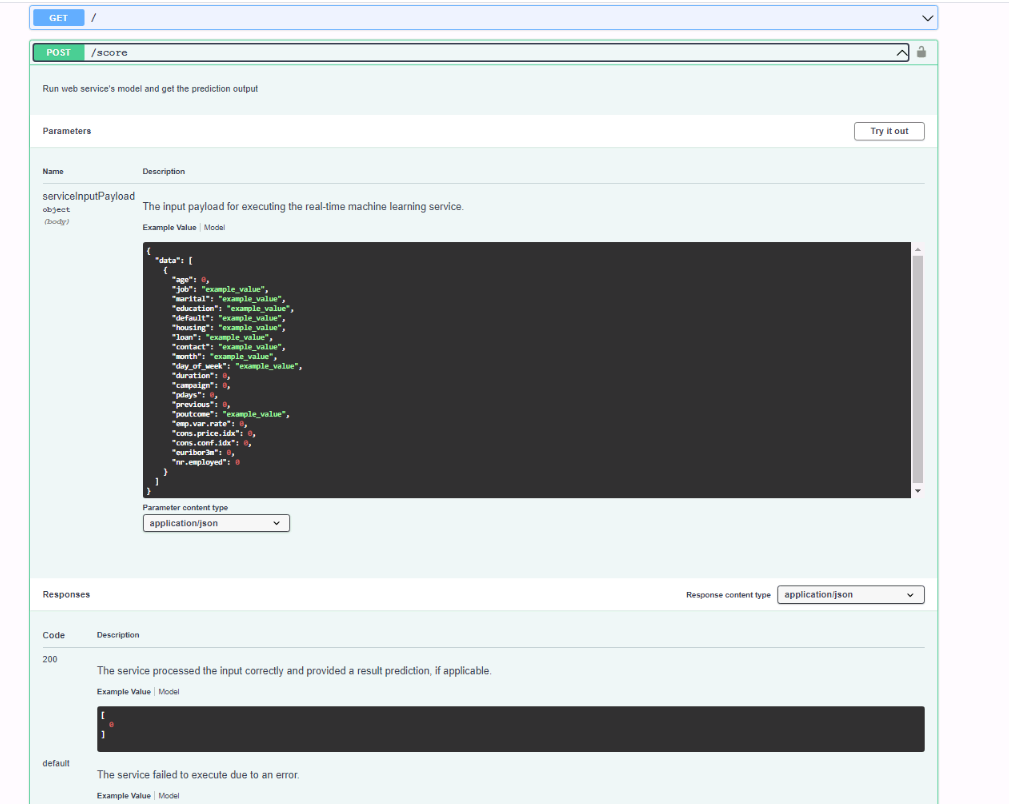 GET /
POST /score
Run web service's model and get the prediction output
Parameters
Try it out
Name Description
serviceInputPayload
object
(body)
The input payload for executing the real-time machine learning service.
Example Value | Model
{
"data": [
{
"age": 0,
"job": "example_value",
"marital": "example_value",
"education": "example_value",
"default": "example_value",
"housing": "example_value",
"loan": "example_value",
"contact": "example_value",
"month": "example_value",
"day_of_week": "example_value",
"duration": 0,
"campaign": 0,
"pdays": 0,
"previous": 0,
"poutcome": "example_value",
"emp.var.rate": 0,
"cons.price.idx": 0,
"cons.conf.idx": 0,
"euribor3m": 0,
"nr.employed": 0
}
]
}
Parameter content type
application/json
Responses
Response content type application/json
Code Description
200
The service processed the input correctly and provided a result prediction, if applicable.
Example Value | Model
[
0
]
default
The service failed to execute due to an error.
Example Value | Model